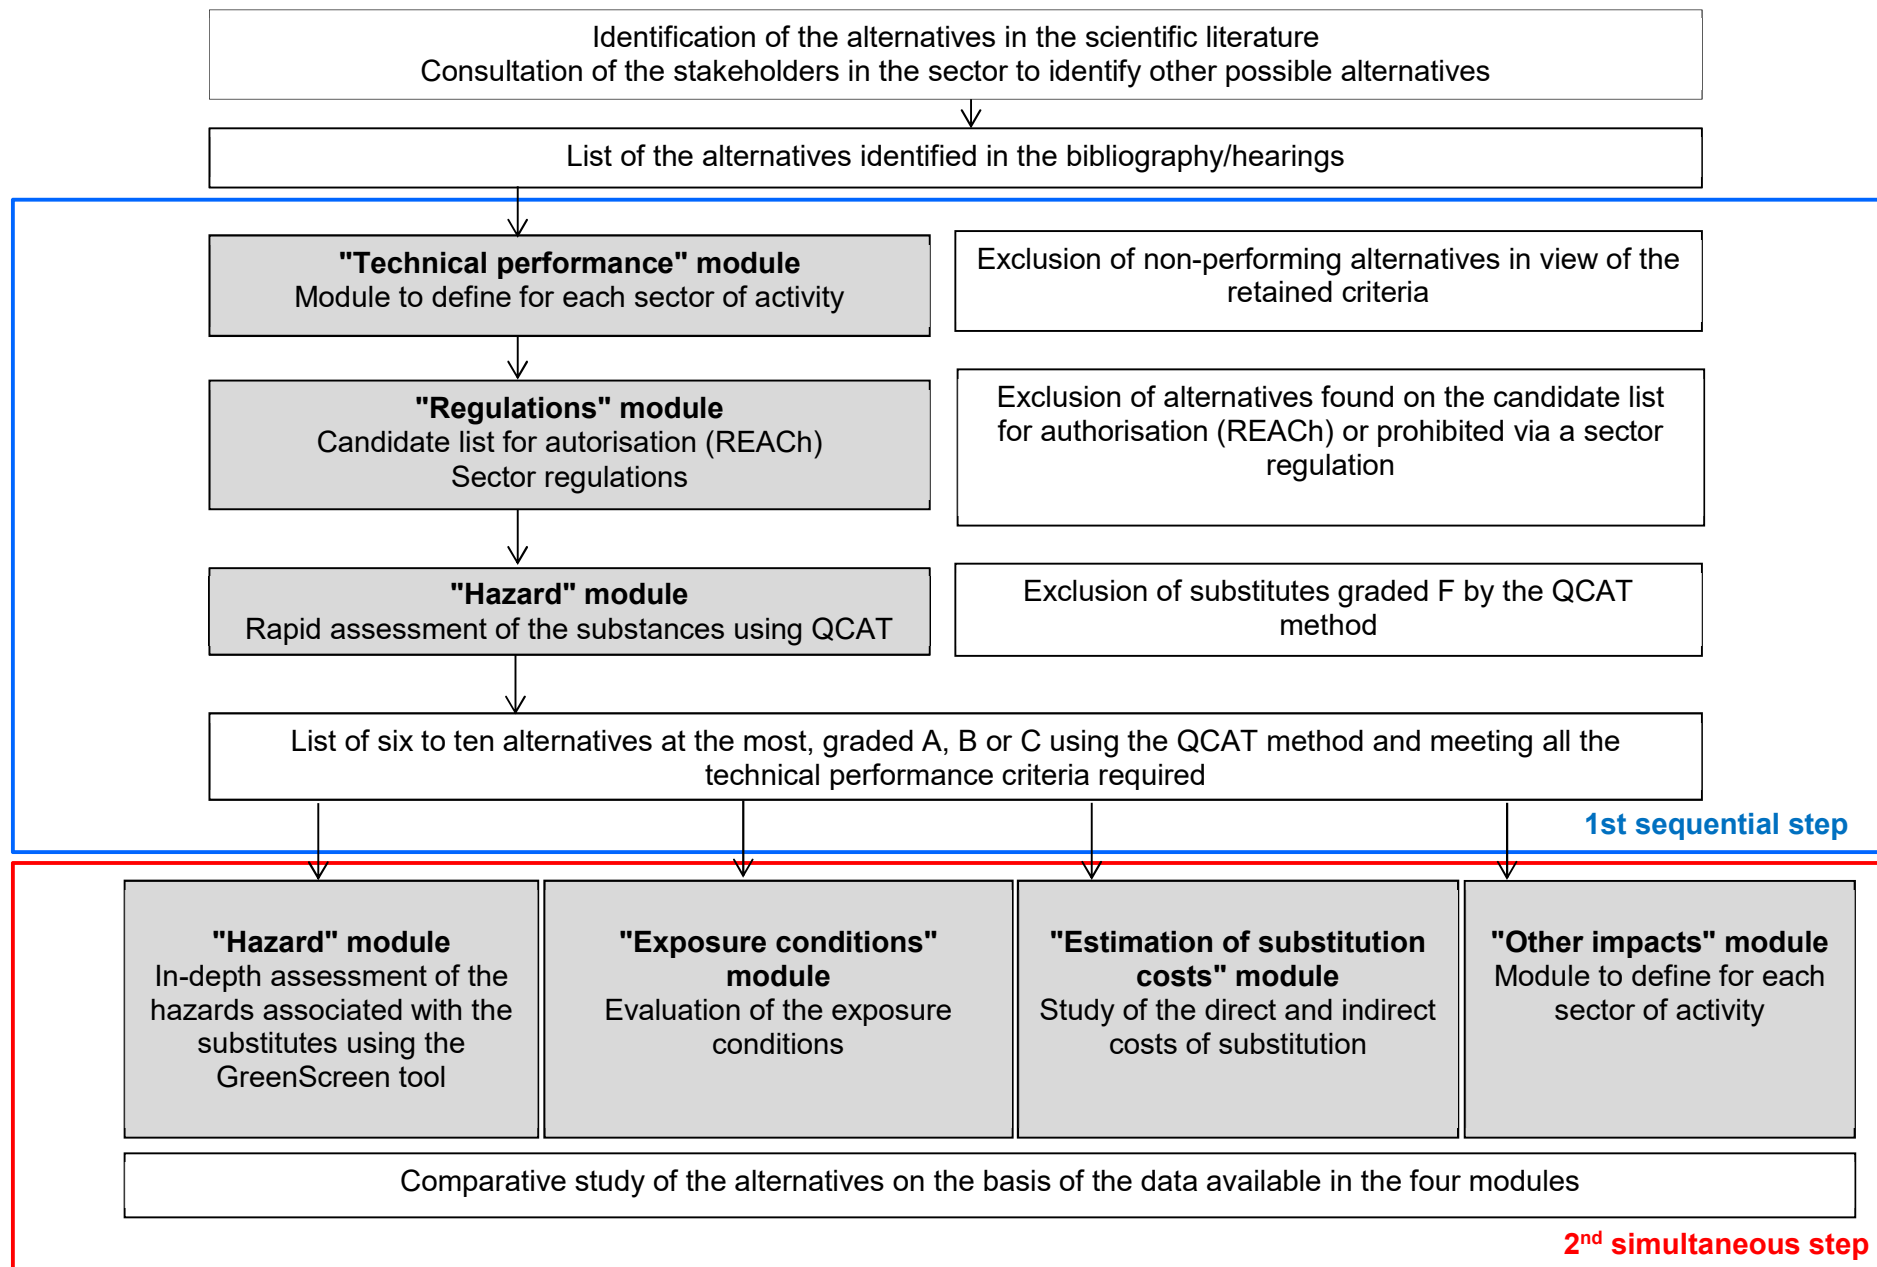 Identification of the alternatives in the scientific literature
Consultation of the stakeholders in the sector to identify other possible alternatives
List of the alternatives identified in the bibliography/hearings
"Technical performance" module
Module to define for each sector of activity
Exclusion of non-performing alternatives in view of the
retained criteria
"Regulations" module
Candidate list for autorisation (REACh)
Sector regulations
Exclusion of alternatives found on the candidate list
for authorisation (REACh) or prohibited via a sector
regulation
"Hazard" module
Rapid assessment of the substances using QCAT
Exclusion of substitutes graded F by the QCAT
method
List of six to ten alternatives at the most, graded A, B or C using the QCAT method and meeting all the
technical performance criteria required
1st sequential step
"Hazard" module
In-depth assessment of the
hazards associated with the
substitutes using the
GreenScreen tool
"Exposure conditions"
module
Evaluation of the exposure
conditions
"Estimation of substitution
costs" module
Study of the direct and indirect
costs of substitution
"Other impacts" module
Module to define for each
sector of activity
Comparative study of the alternatives on the basis of the data available in the four modules
2nd simultaneous step